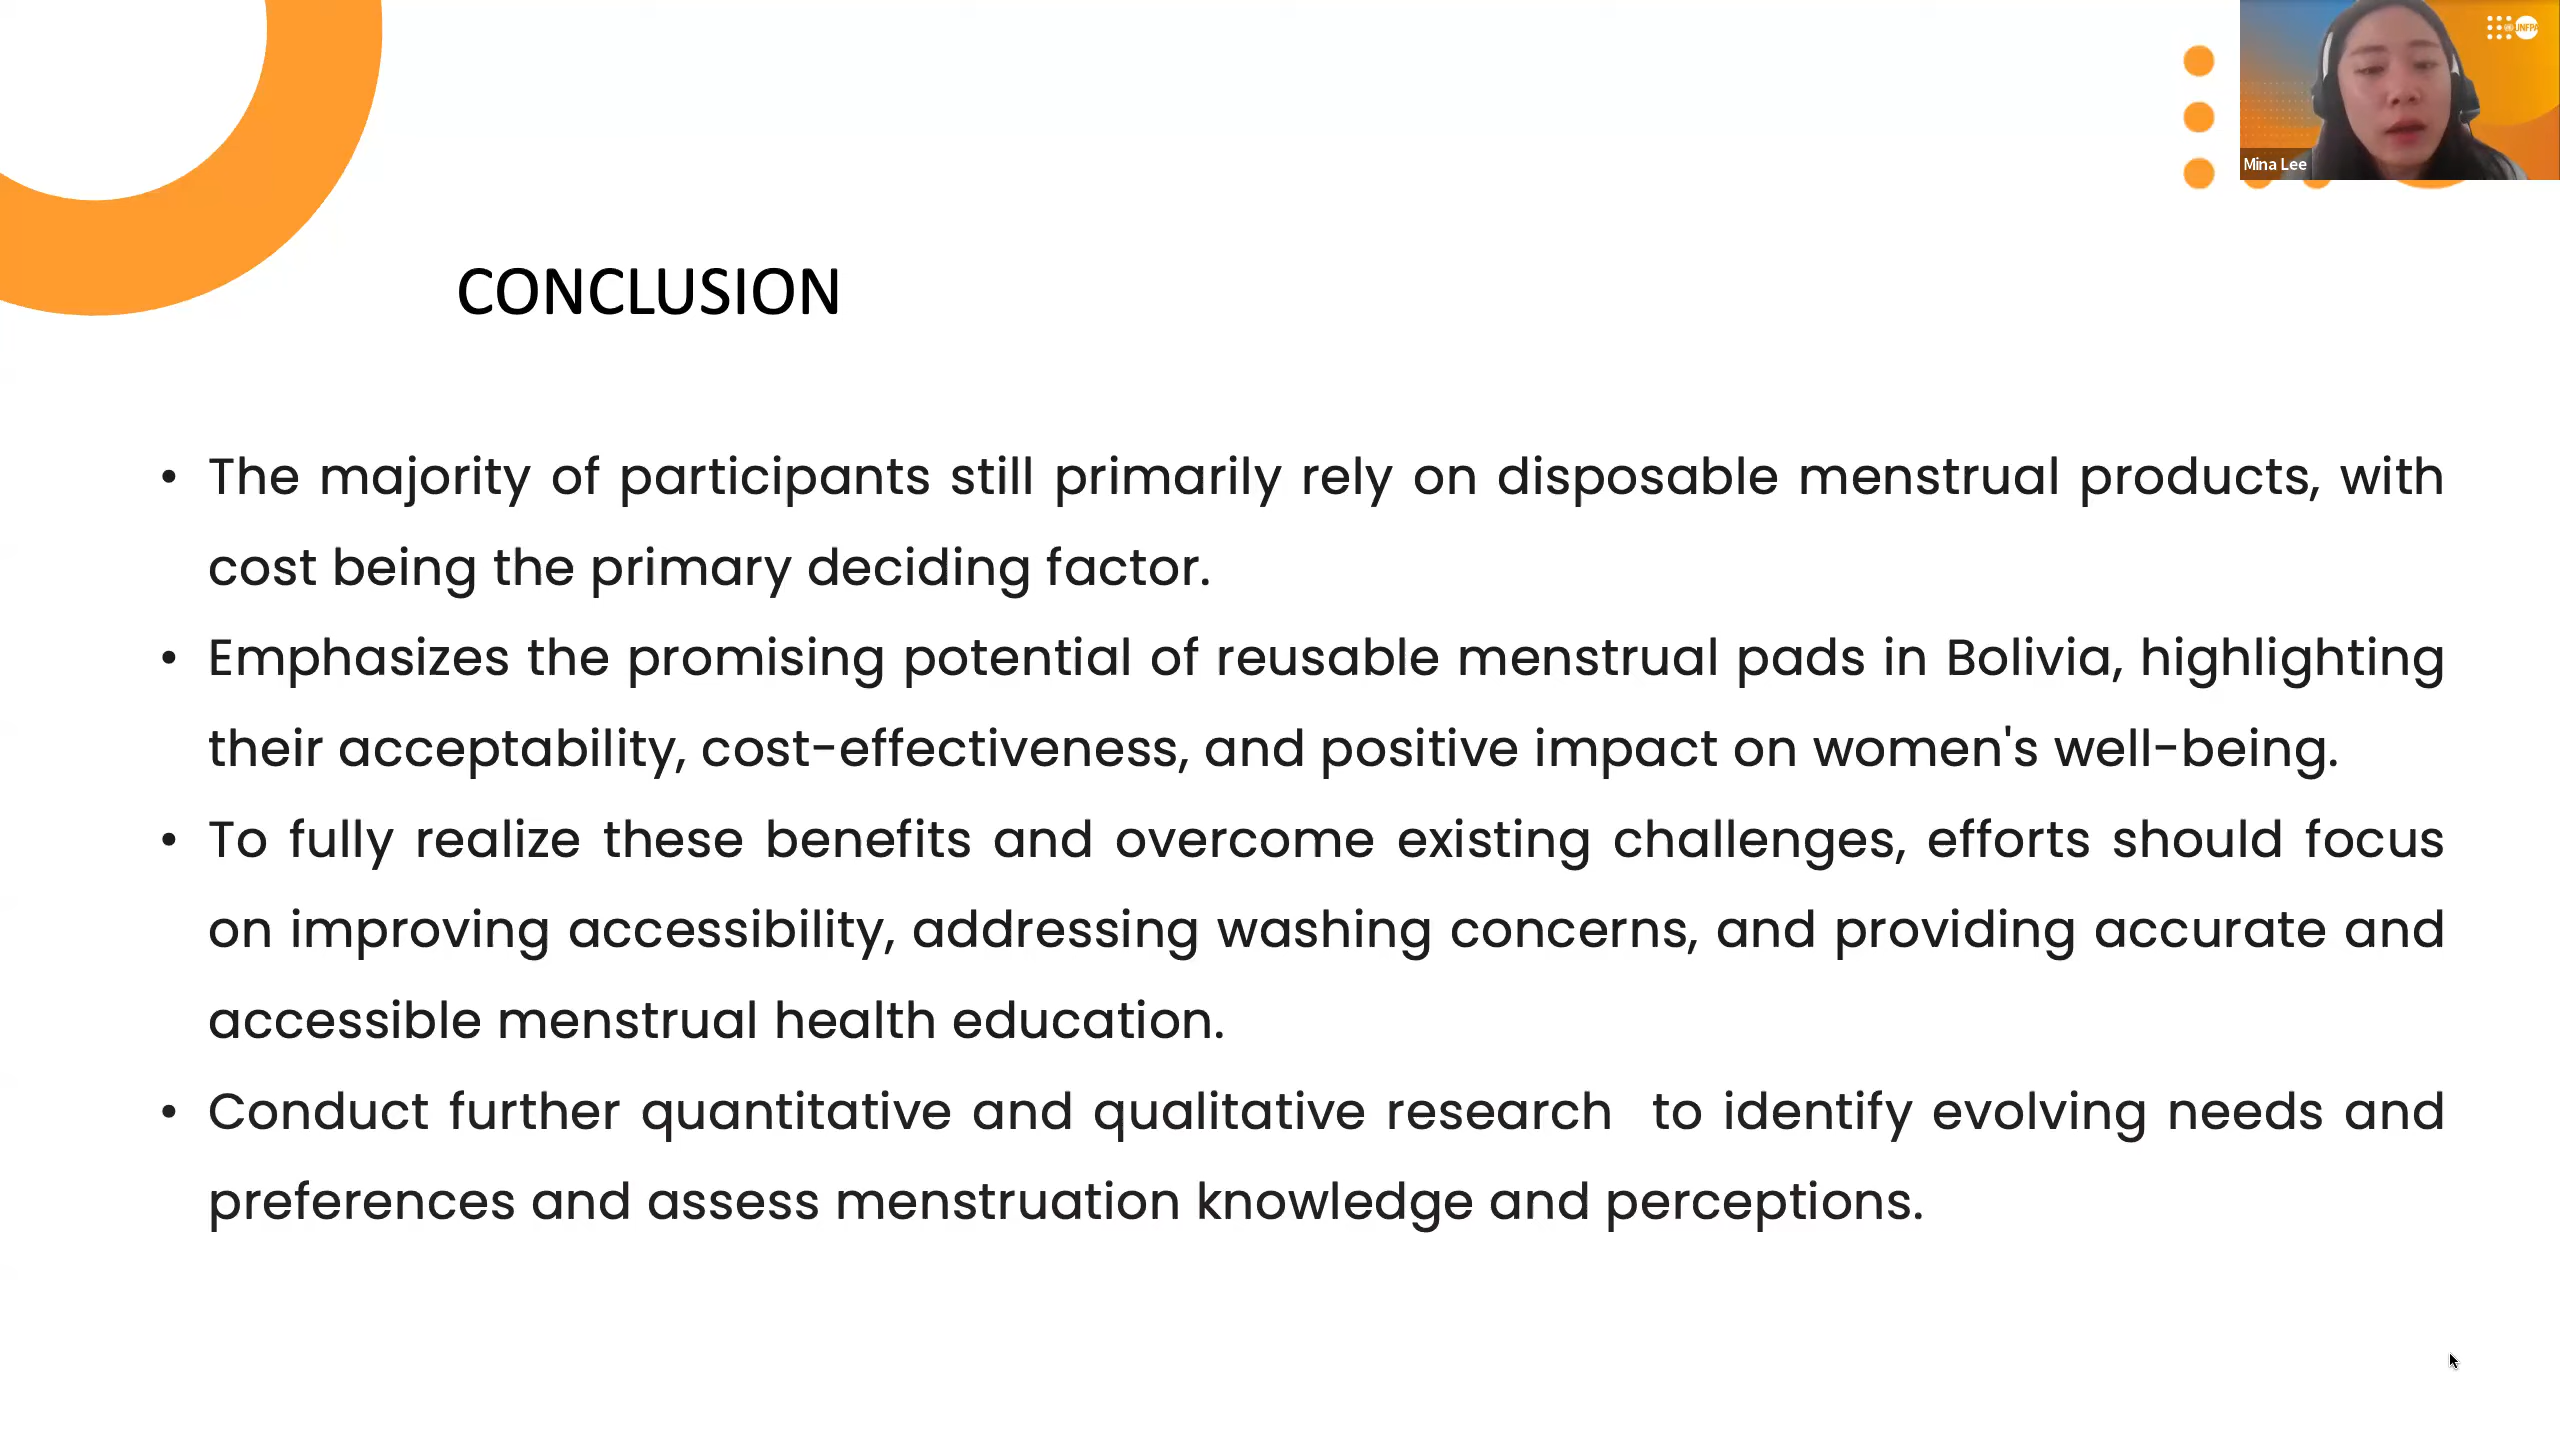 UNFPA
Mina Lee
CONCLUSION
• The majority of participants still primarily rely on disposable menstrual products, with
cost being the primary deciding factor.
• Emphasizes the promising potential of reusable menstrual pads in Bolivia, highlighting
their acceptability, cost-effectiveness, and positive impact on women's well-being.
• To fully realize these benefits and overcome existing challenges, efforts should focus
on improving accessibility, addressing washing concerns, and providing accurate and
accessible menstrual health education.
• Conduct further quantitative and qualitative research  to identify evolving needs and
preferences and assess menstruation knowledge and perceptions.